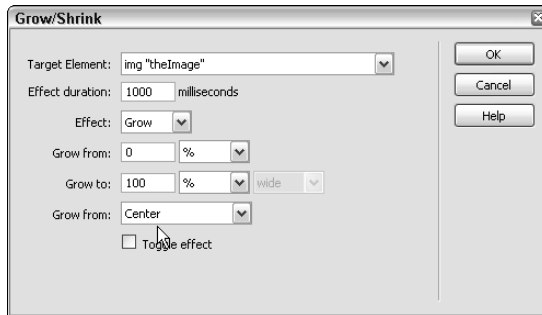 Grow/Shrink
Target Element: img "theImage"
OK
Effect duration: 1000 milliseconds
Cancel
Effect: Grow
Help
Grow from: 0 %
Grow to: 100 % wide
Grow from: Center
Toggle effect